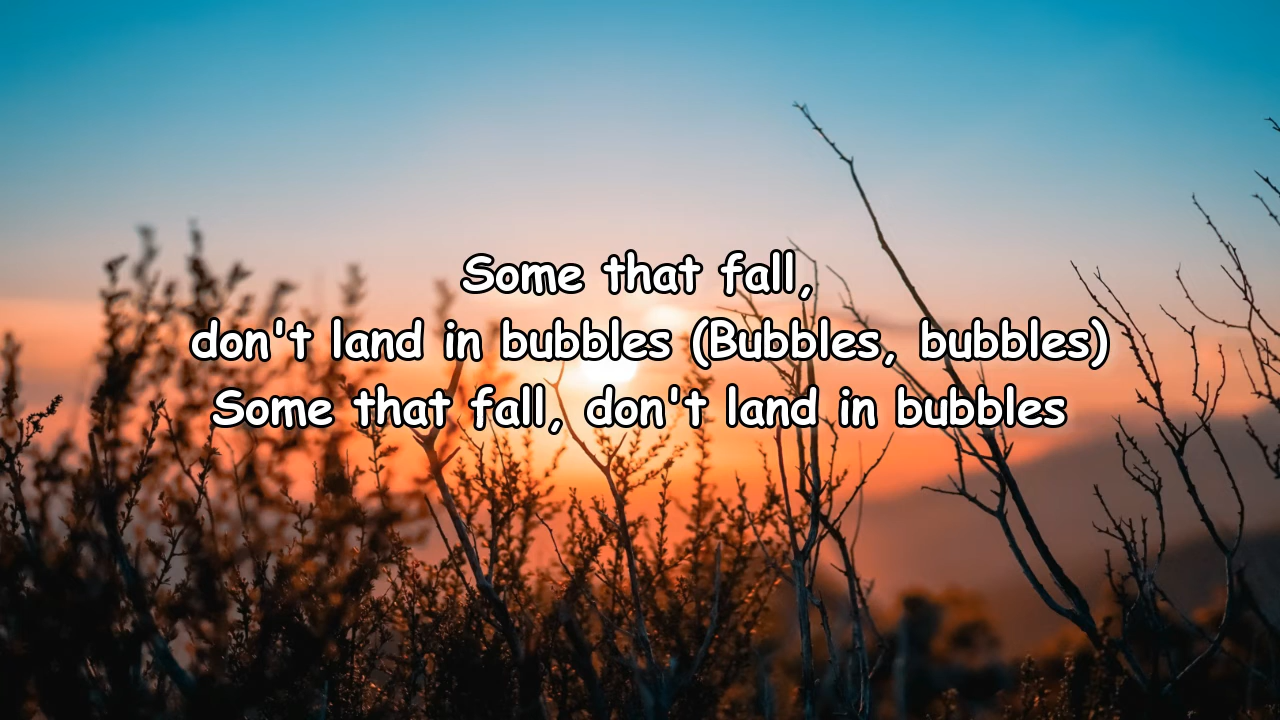 Some that fall,
don't land in bubbles (Bubbles, bubbles)
Some that fall, don't land in bubbles